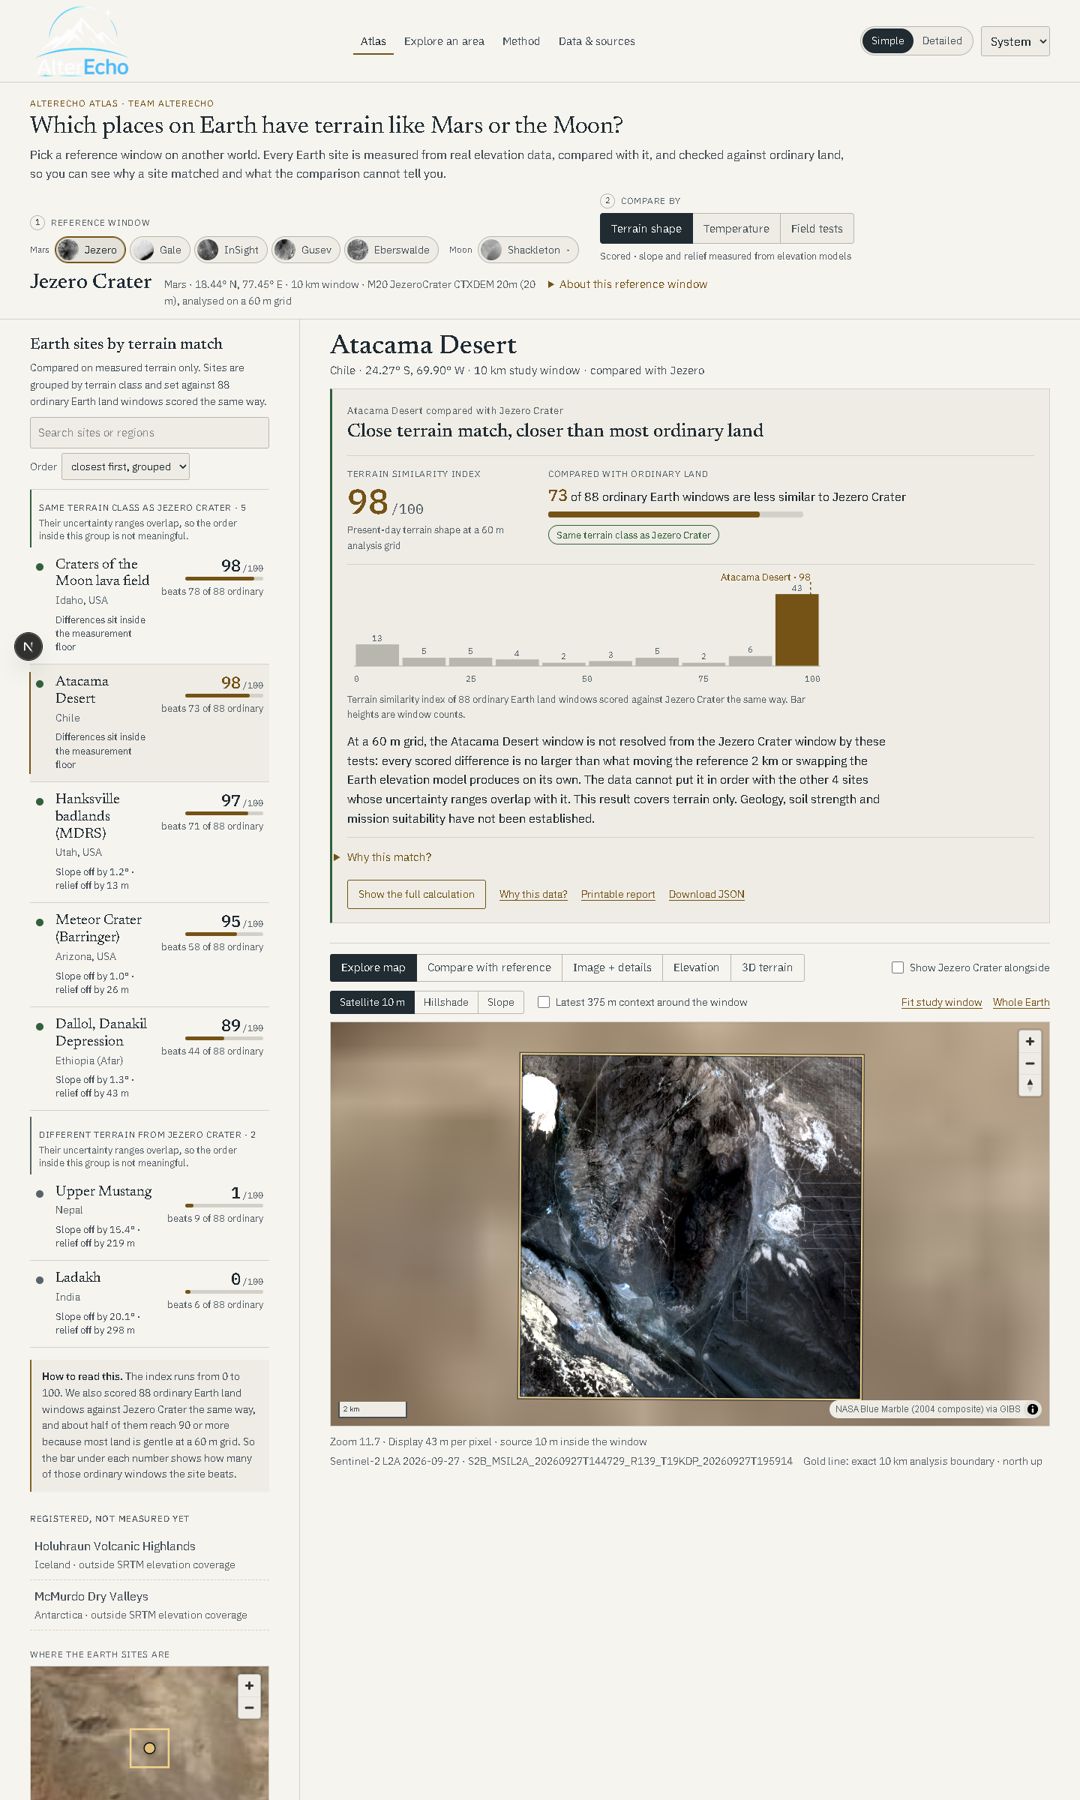 AlterEcho
Atlas
Explore an area
Method
Data & sources
Simple
Detailed
System
ALTERECHO ATLAS · TEAM ALTERECHO
Which places on Earth have terrain like Mars or the Moon?
Pick a reference window on another world. Every Earth site is measured from real elevation data, compared with it, and checked against ordinary land,
so you can see why a site matched and what the comparison cannot tell you.
1 REFERENCE WINDOW
Mars
Jezero
Gale
InSight
Gusev
Eberswalde
Moon
Shackleton ·
2 COMPARE BY
Terrain shape
Temperature
Field tests
Scored · slope and relief measured from elevation models
Jezero Crater
Mars · 18.44° N, 77.45° E · 10 km window · M20 JezeroCrater CTXDEM 20m (20
m), analysed on a 60 m grid
▶ About this reference window
Earth sites by terrain match
Compared on measured terrain only. Sites are
grouped by terrain class and set against 88
ordinary Earth land windows scored the same way.
Search sites or regions
Order
closest first, grouped
SAME TERRAIN CLASS AS JEZERO CRATER · 5
Their uncertainty ranges overlap, so the order
inside this group is not meaningful.
Craters of the
Moon lava field
Idaho, USA
Differences sit inside
the measurement
floor
98 /100
beats 78 of 88 ordinary
N
Atacama
Desert
Chile
Differences sit inside
the measurement
floor
98 /100
beats 73 of 88 ordinary
Hanksville
badlands
(MDRS)
Utah, USA
Slope off by 1.2° ·
relief off by 13 m
97 /100
beats 71 of 88 ordinary
Meteor Crater
(Barringer)
Arizona, USA
Slope off by 1.0° ·
relief off by 26 m
95 /100
beats 58 of 88 ordinary
Dallol, Danakil
Depression
Ethiopia (Afar)
Slope off by 1.3° ·
relief off by 43 m
89 /100
beats 44 of 88 ordinary
DIFFERENT TERRAIN FROM JEZERO CRATER · 2
Their uncertainty ranges overlap, so the order
inside this group is not meaningful.
Upper Mustang
Nepal
Slope off by 15.4° ·
relief off by 219 m
1 /100
beats 9 of 88 ordinary
Ladakh
India
Slope off by 20.1° ·
relief off by 298 m
0 /100
beats 6 of 88 ordinary
How to read this. The index runs from 0 to
100. We also scored 88 ordinary Earth land
windows against Jezero Crater the same way,
and about half of them reach 90 or more
because most land is gentle at a 60 m grid. So
the bar under each number shows how many
of those ordinary windows the site beats.
REGISTERED, NOT MEASURED YET
Holuhraun Volcanic Highlands
Iceland · outside SRTM elevation coverage
McMurdo Dry Valleys
Antarctica · outside SRTM elevation coverage
WHERE THE EARTH SITES ARE
+
−
Atacama Desert
Chile · 24.27° S, 69.90° W · 10 km study window · compared with Jezero
Atacama Desert compared with Jezero Crater
Close terrain match, closer than most ordinary land
TERRAIN SIMILARITY INDEX
98 /100
Present-day terrain shape at a 60 m
analysis grid
COMPARED WITH ORDINARY LAND
73 of 88 ordinary Earth windows are less similar to Jezero Crater
Same terrain class as Jezero Crater
Atacama Desert · 98
13
5
5
4
2
3
5
2
6
43
0
25
50
75
100
Terrain similarity index of 88 ordinary Earth land windows scored against Jezero Crater the same way. Bar
heights are window counts.
At a 60 m grid, the Atacama Desert window is not resolved from the Jezero Crater window by these
tests: every scored difference is no larger than what moving the reference 2 km or swapping the
Earth elevation model produces on its own. The data cannot put it in order with the other 4 sites
whose uncertainty ranges overlap with it. This result covers terrain only. Geology, soil strength and
mission suitability have not been established.
▶ Why this match?
Show the full calculation
Why this data?
Printable report
Download JSON
Explore map
Compare with reference
Image + details
Elevation
3D terrain
Show Jezero Crater alongside
Satellite 10 m
Hillshade
Slope
Latest 375 m context around the window
Fit study window
Whole Earth
+
−
2 km
NASA Blue Marble (2004 composite) via GIBS
Zoom 11.7 · Display 43 m per pixel · source 10 m inside the window
Sentinel-2 L2A 2026-09-27 · S2B_MSIL2A_20260927T144729_R139_T19KDP_20260927T195914
Gold line: exact 10 km analysis boundary · north up